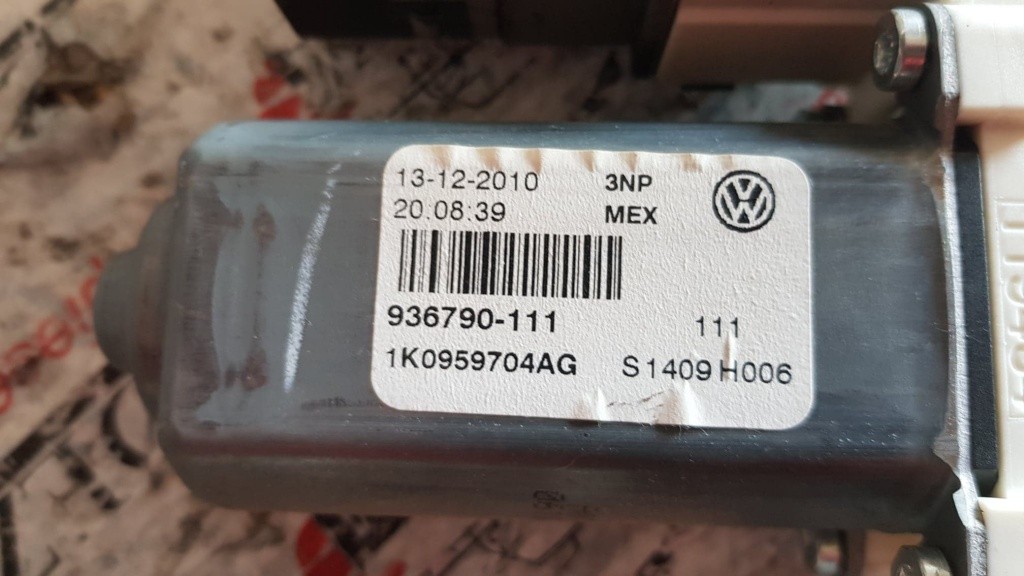 13-12-2010 3NP
20.08:39 MEX
936790-111 111
1K0959704AG S1409 H006